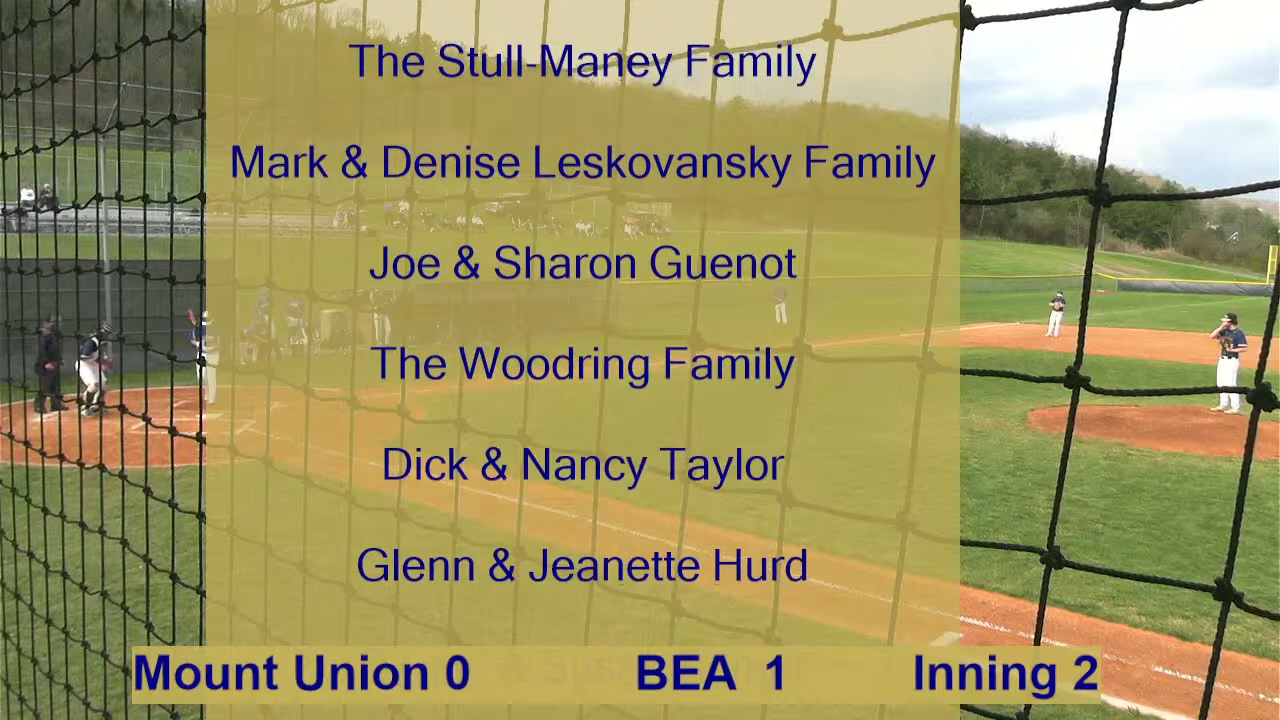 The Stull-Maney Family
Mark & Denise Leskovansky Family
Joe & Sharon Guenot
The Woodring Family
Dick & Nancy Taylor
Glenn & Jeanette Hurd
Mount Union 0 BEA 1 Inning 2